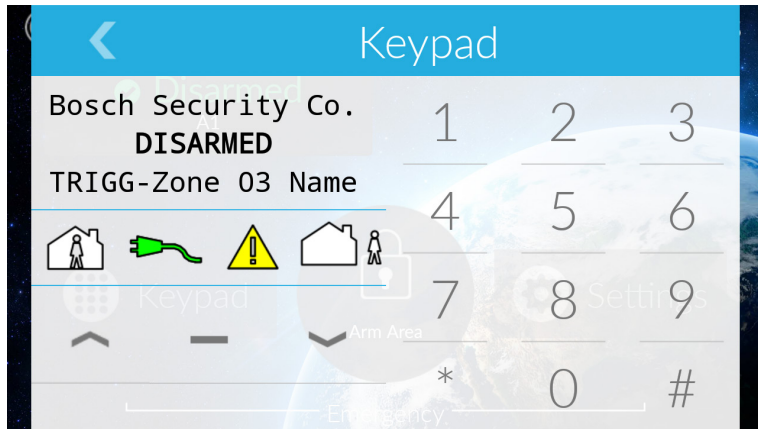 Keypad
Disarmed
Bosch Security Co.
A1
DISARMED
TRIGG-Zone 03 Name
Keypad
Settings
Arm Area
Emergency
1 2 3
4 5 6
7 8 9
* 0 #